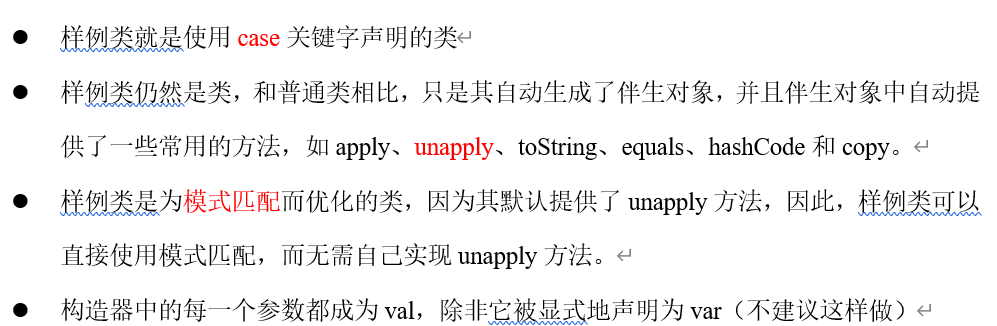 ● 样例类就是使用 case 关键字声明的类↵
● 样例类仍然是类，和普通类相比，只是其自动生成了伴生对象，并且伴生对象中自动提
供了一些常用的方法，如 apply、unapply、toString、equals、hashCode 和 copy。↵
● 样例类是为模式匹配而优化的类，因为其默认提供了 unapply 方法，因此，样例类可以
直接使用模式匹配，而无需自己实现 unapply 方法。↵
● 构造器中的每一个参数都成为 val，除非它被显式地声明为 var（不建议这样做）↵